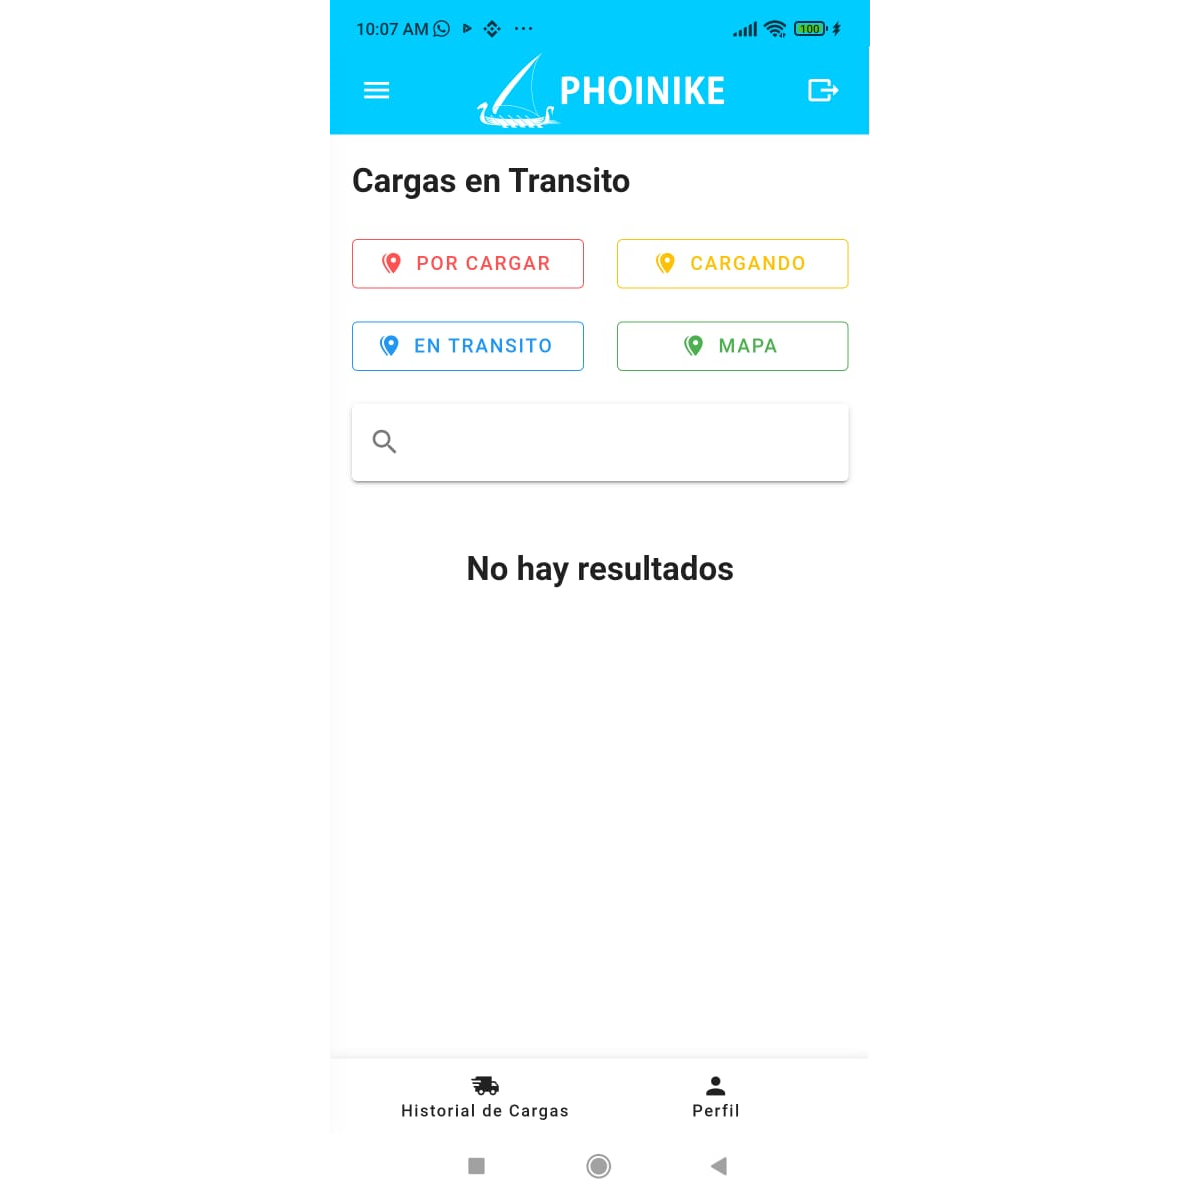 10:07 AM
100
PHOINIKE
Cargas en Transito
POR CARGAR
CARGANDO
EN TRANSITO
MAPA
No hay resultados
Historial de Cargas
Perfil